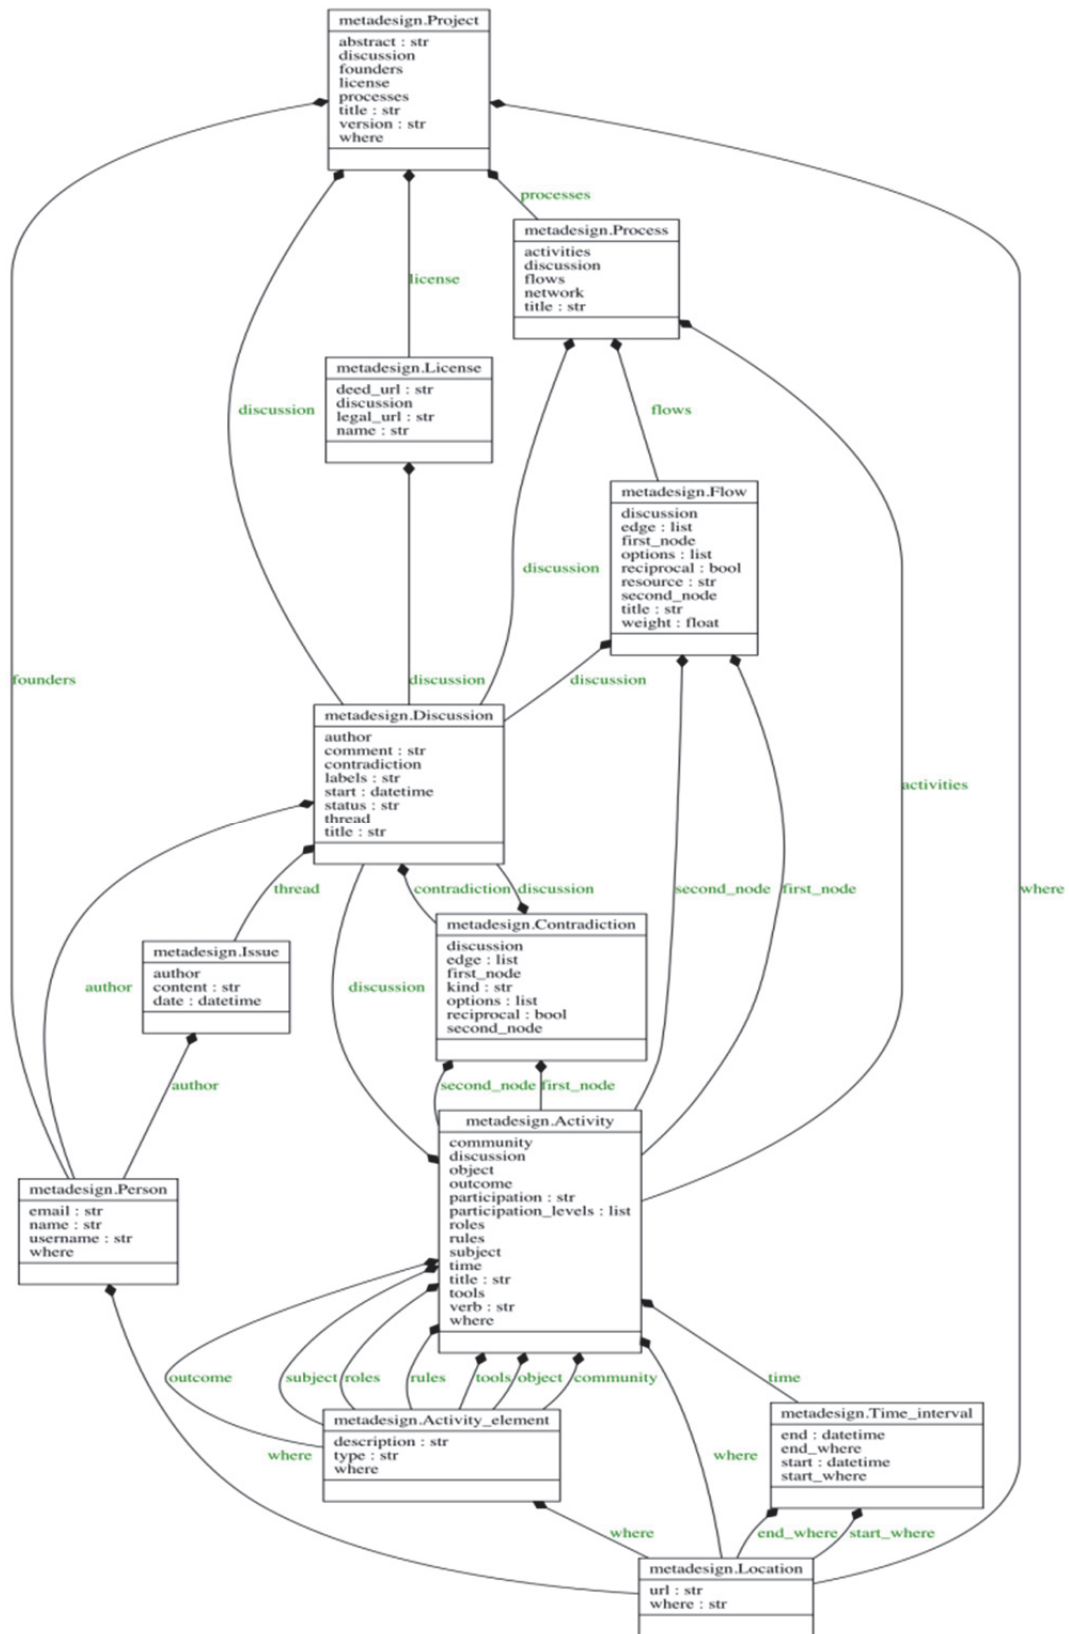 metadesign.Project
abstract : str
discussion
founders
license
processes
title : str
version : str
where
processes
metadesign.Process
activities
discussion
flows
network
title : str
license
metadesign.License
deed_url : str
discussion
legal_url : str
name : str
discussion
flows
metadesign.Flow
discussion
edge : list
first_node
options : list
reciprocal : bool
resource : str
second_node
title : str
weight : float
discussion
founders
discussion
discussion
metadesign.Discussion
author
comment : str
contradiction
labels : str
start : datetime
status : str
thread
title : str
activities
thread
contradiction
discussion
second_node
first_node
where
metadesign.Contradiction
discussion
edge : list
first_node
kind : str
options : list
reciprocal : bool
second_node
metadesign.Issue
author
content : str
date : datetime
author
discussion
author
second_node
first_node
metadesign.Activity
community
discussion
object
outcome
participation : str
participation_levels : list
roles
rules
subject
time
title : str
tools
verb : str
where
metadesign.Person
email : str
name : str
username : str
where
outcome
subject
roles
rules
tools
object
community
time
metadesign.Activity_element
description : str
type : str
where
where
where
metadesign.Time_interval
end : datetime
end_where
start : datetime
start_where
where
end_where
start_where
metadesign.Location
url : str
where : str